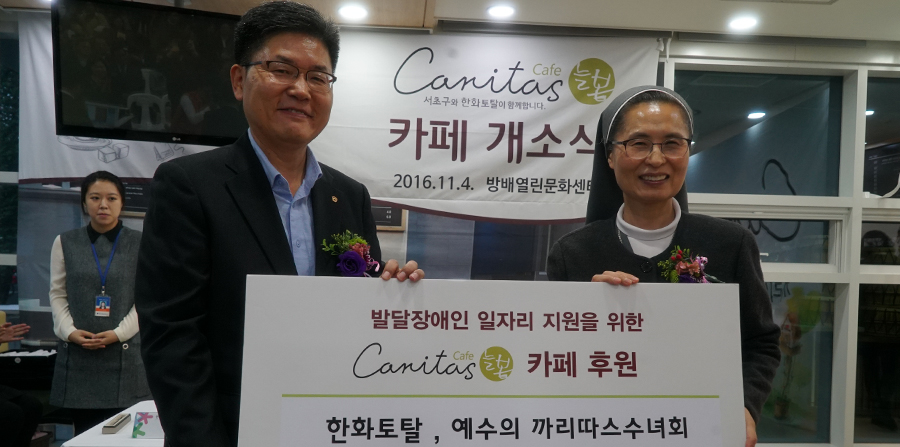 Canitas Cafe 늘봄
서초구와 한화토탈이 함께합니다.
카페 개소식
2016.11.4. 방배열린문화센터
발달장애인 일자리 지원을 위한
Canitas Cafe 늘봄 카페 후원
한화토탈 , 예수의 까리따스수녀회